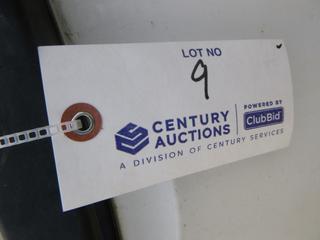 LOT NO
9
CENTURY
AUCTIONS
A DIVISION OF CENTURY SERVICES
POWERED BY
ClubBid